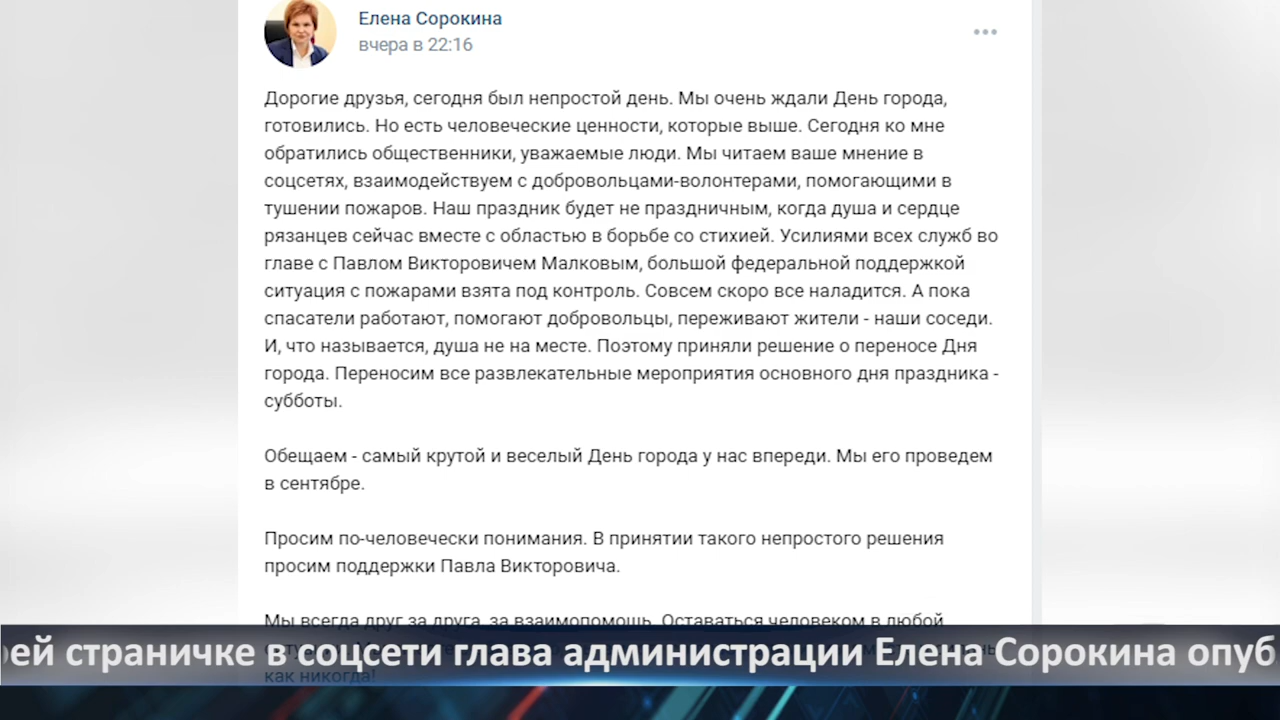 Елена Сорокина
вчера в 22:16
Дорогие друзья, сегодня был непростой день. Мы очень ждали День города,
готовились. Но есть человеческие ценности, которые выше. Сегодня ко мне
обратились общественники, уважаемые люди. Мы читаем ваше мнение в
соцсетях, взаимодействуем с добровольцами-волонтерами, помогающими в
тушении пожаров. Наш праздник будет не праздничным, когда душа и сердце
рязанцев сейчас вместе с областью в борьбе со стихией. Усилиями всех служб во
главе с Павлом Викторовичем Малковым, большой федеральной поддержкой
ситуация с пожарами взята под контроль. Совсем скоро все наладится. А пока
спасатели работают, помогают добровольцы, переживают жители - наши соседи.
И, что называется, душа не на месте. Поэтому приняли решение о переносе Дня
города. Переносим все развлекательные мероприятия основного дня праздника -
субботы.
Обещаем - самый крутой и веселый День города у нас впереди. Мы его проведем
в сентябре.
Просим по-человечески понимания. В принятии такого непростого решения
просим поддержки Павла Викторовича.
Мы всегда друг за друга, за взаимопомощь. Оставаться человеком в любой
рей страничке в соцсети глава администрации Елена Сорокина опуб
как никогда!